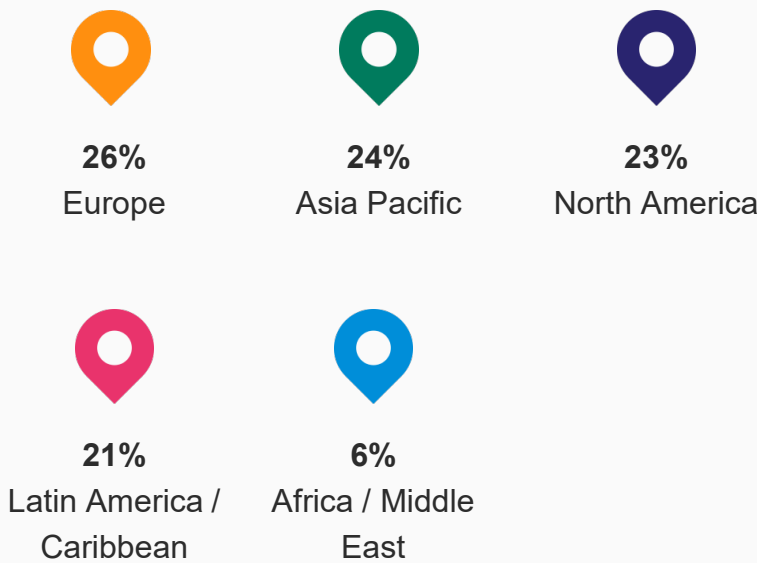 26%
Europe
24%
Asia Pacific
23%
North America
21%
Latin America /
Caribbean
6%
Africa / Middle
East